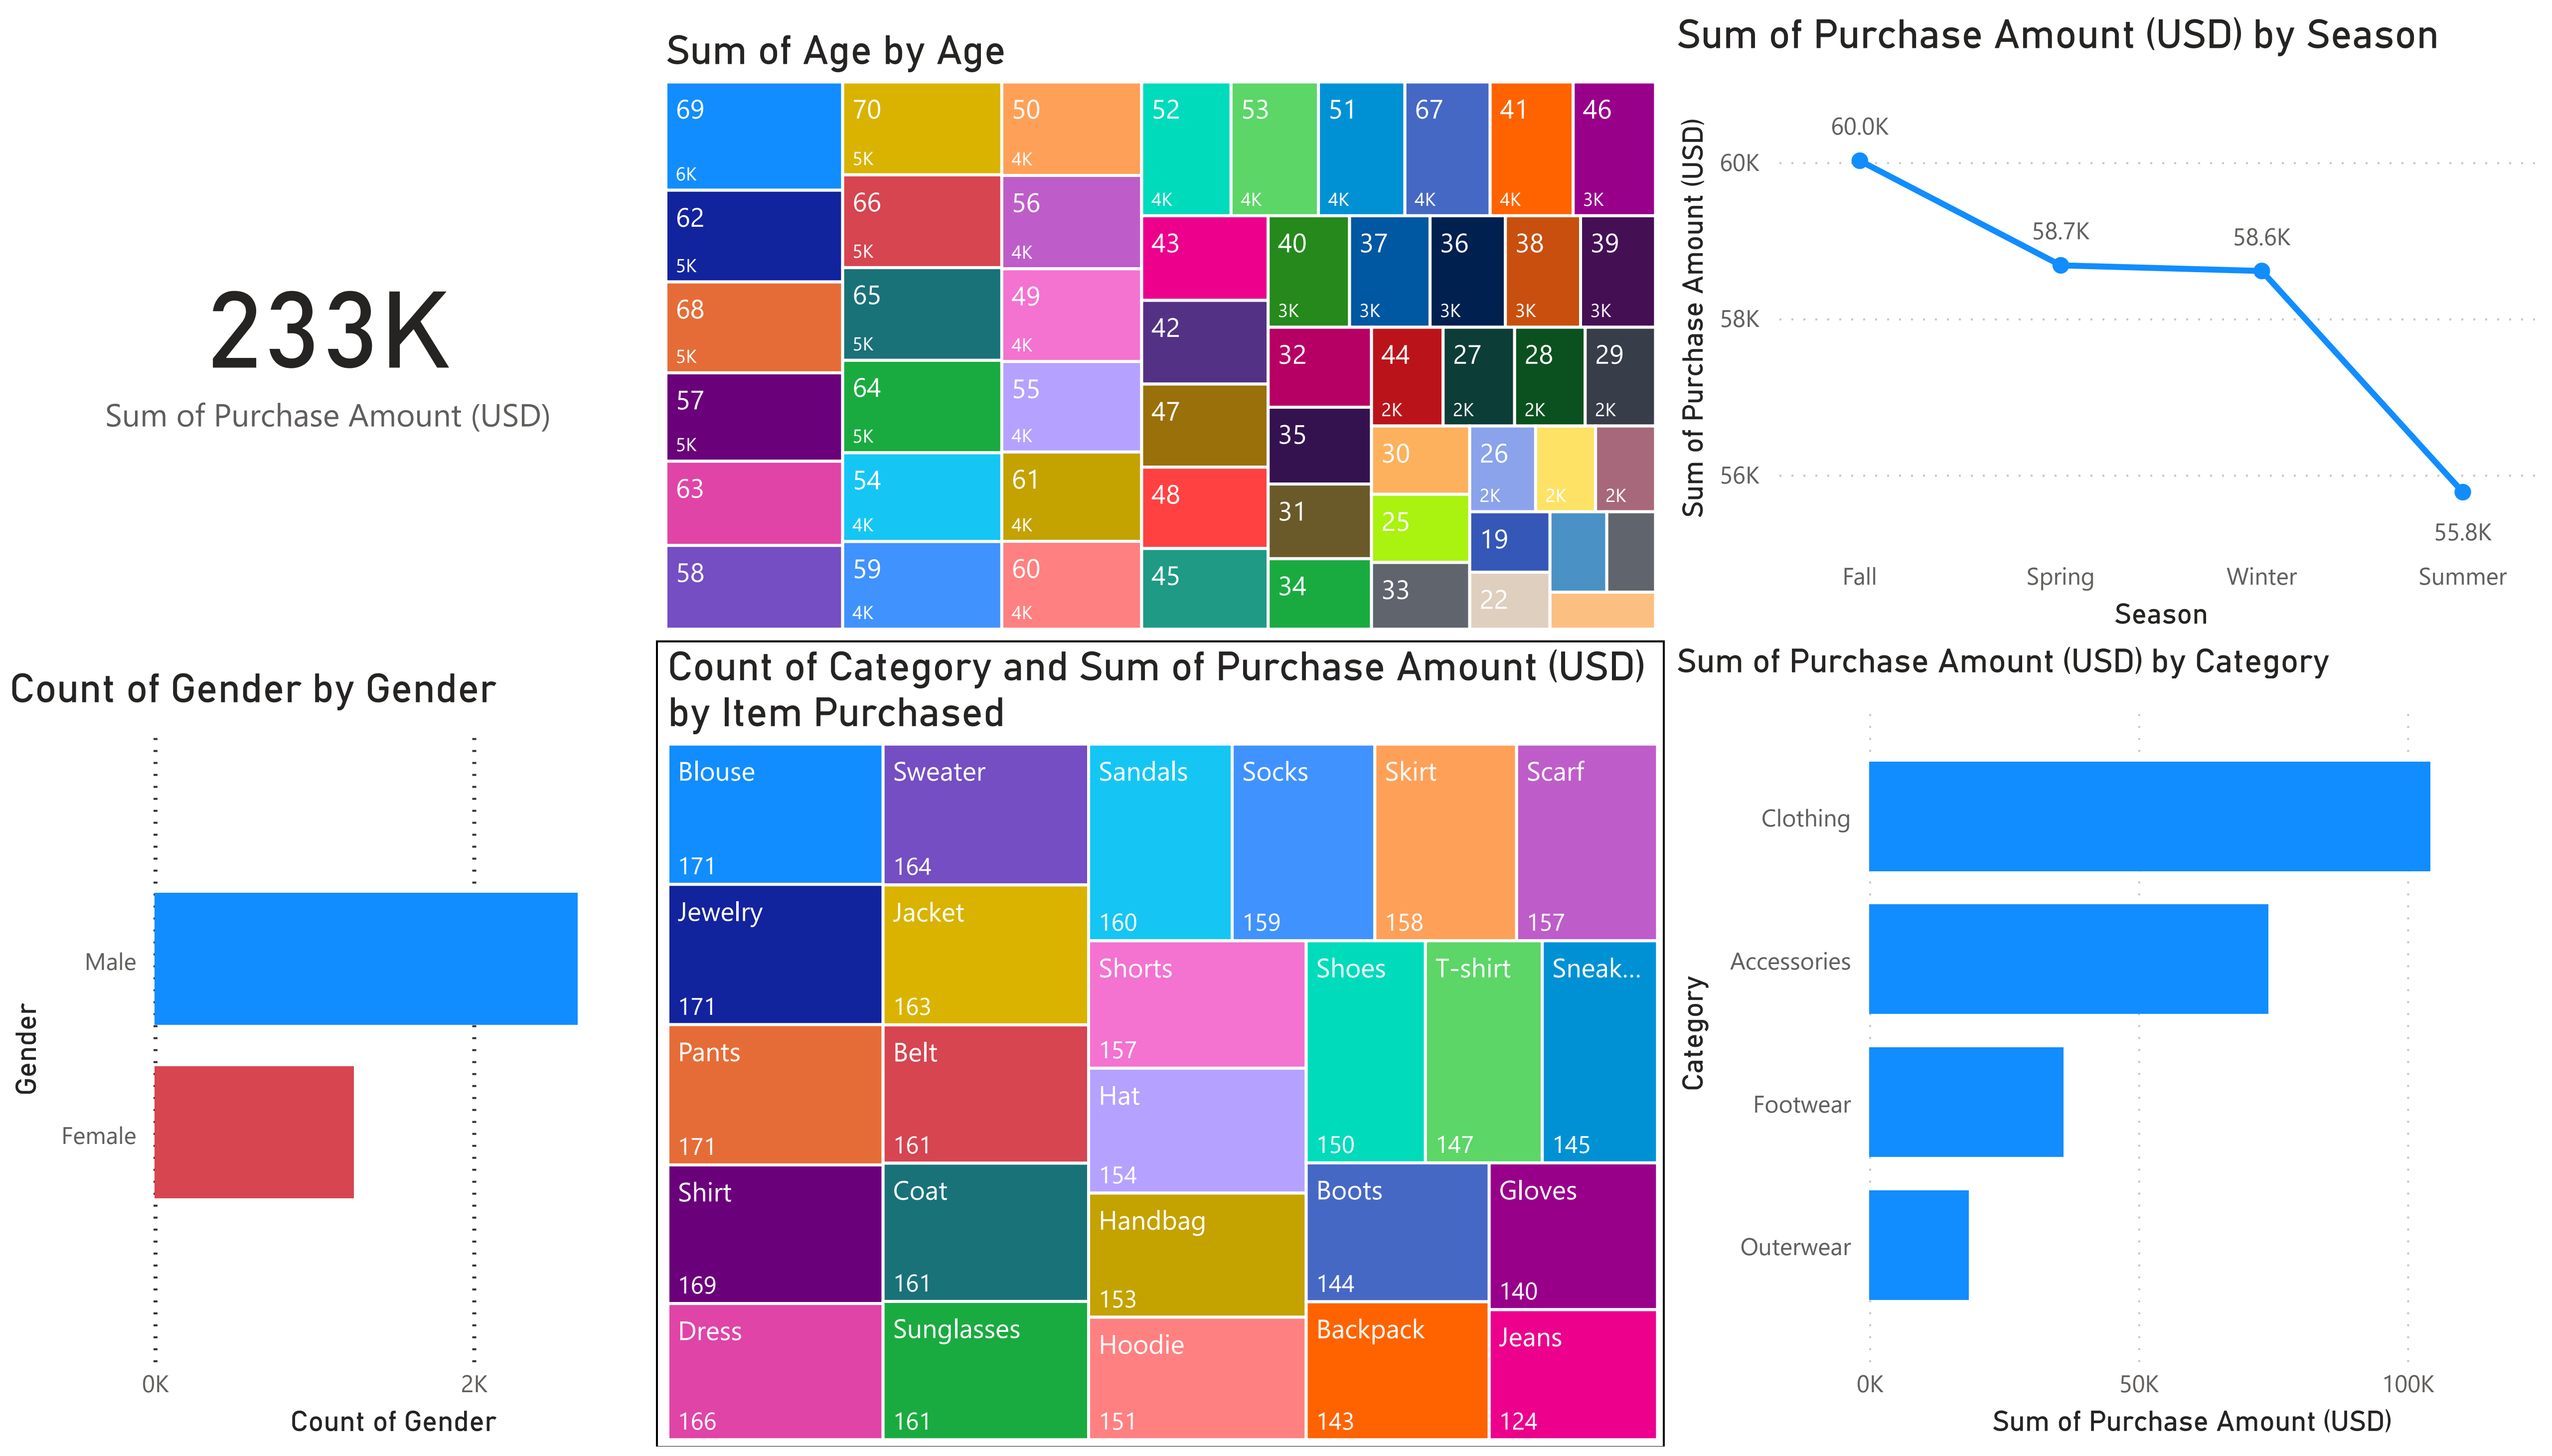 233K
Sum of Purchase Amount (USD)
Sum of Age by Age
69
6K
62
5K
68
5K
57
5K
63
58
70
5K
66
5K
65
5K
64
5K
54
4K
59
4K
50
4K
56
4K
49
4K
55
4K
61
4K
60
4K
52
4K
53
4K
51
4K
67
4K
41
4K
46
3K
43
42
47
48
45
40
3K
37
3K
36
3K
38
3K
39
3K
32
35
31
34
44
2K
27
2K
28
2K
29
2K
30
25
33
26
2K
2K
2K
19
22
Sum of Purchase Amount (USD) by Season
Sum of Purchase Amount (USD)
60K
58K
56K
60.0K
58.7K
58.6K
55.8K
Fall Spring Winter Summer
Season
Count of Gender by Gender
Gender
Male
Female
0K 2K
Count of Gender
Count of Category and Sum of Purchase Amount (USD)
by Item Purchased
Blouse
171
Jewelry
171
Pants
171
Shirt
169
Dress
166
Sweater
164
Jacket
163
Belt
161
Coat
161
Sunglasses
161
Sandals
160
Socks
159
Skirt
158
Scarf
157
Shorts
157
Hat
154
Handbag
153
Hoodie
151
Shoes
150
T-shirt
147
Sneak...
145
Boots
144
Backpack
143
Gloves
140
Jeans
124
Sum of Purchase Amount (USD) by Category
Category
Clothing
Accessories
Footwear
Outerwear
0K 50K 100K
Sum of Purchase Amount (USD)